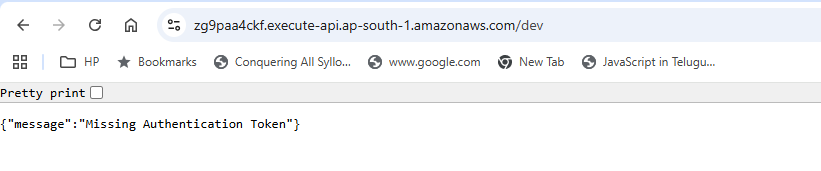 zg9paa4ckf.execute-api.ap-south-1.amazonaws.com/dev
HP Bookmarks Conquering All Syllo... www.google.com New Tab JavaScript in Telugu...
Pretty print
{"message":"Missing Authentication Token"}